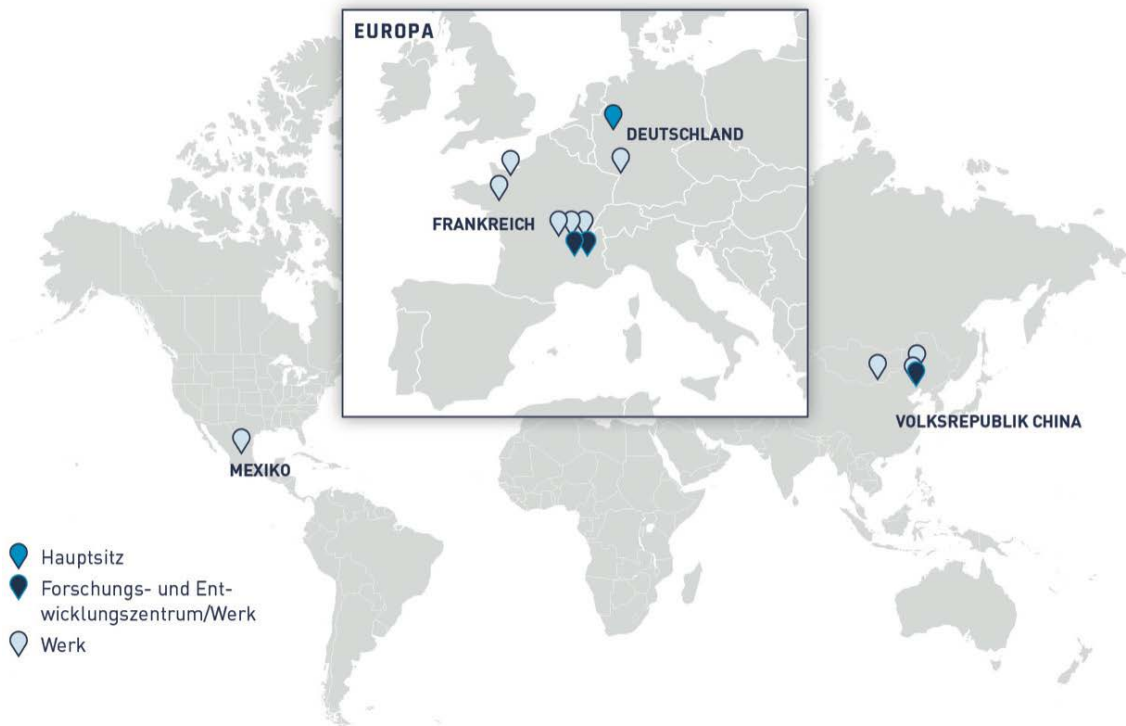 EUROPA
DEUTSCHLAND
FRANKREICH
VOLKSREPUBLIK CHINA
MEXIKO
Hauptsitz
Forschungs- und Ent-
wicklungszentrum/Werk
Werk